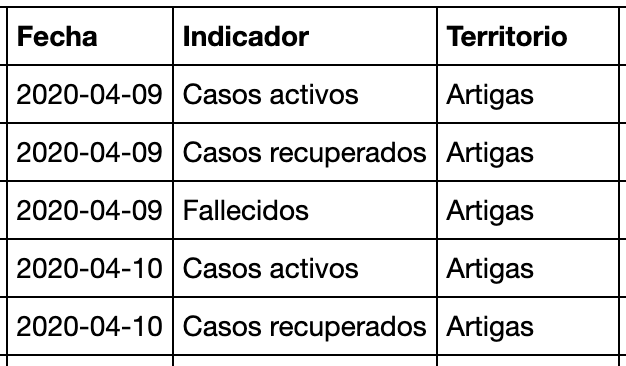 Fecha Indicador Territorio
2020-04-09 Casos activos Artigas
2020-04-09 Casos recuperados Artigas
2020-04-09 Fallecidos Artigas
2020-04-10 Casos activos Artigas
2020-04-10 Casos recuperados Artigas